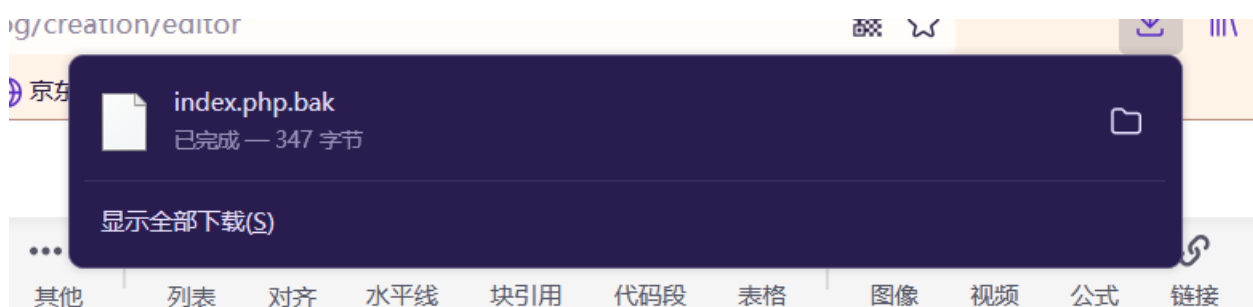 og/creation/editor
京东
index.php.bak
已完成 — 347 字节
显示全部下载(S)
其他 列表 对齐 水平线 块引用 代码段 表格 图像 视频 公式 链接